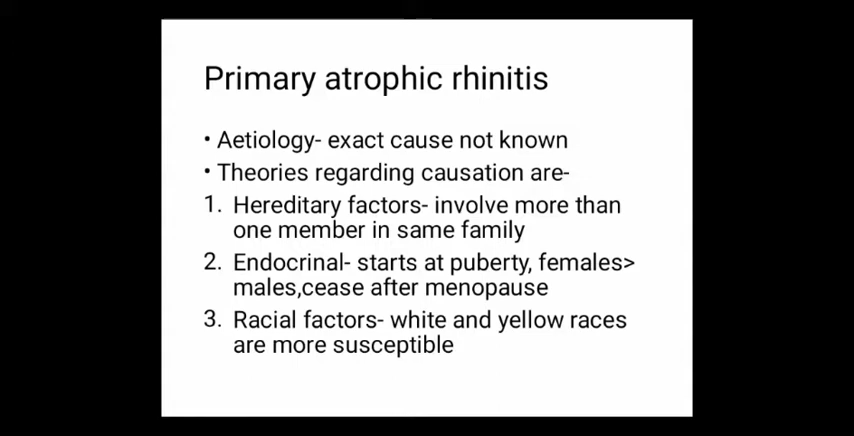 Primary atrophic rhinitis
• Aetiology- exact cause not known
• Theories regarding causation are-
1. Hereditary factors- involve more than
one member in same family
2. Endocrinal- starts at puberty, females>
males,cease after menopause
3. Racial factors- white and yellow races
are more susceptible